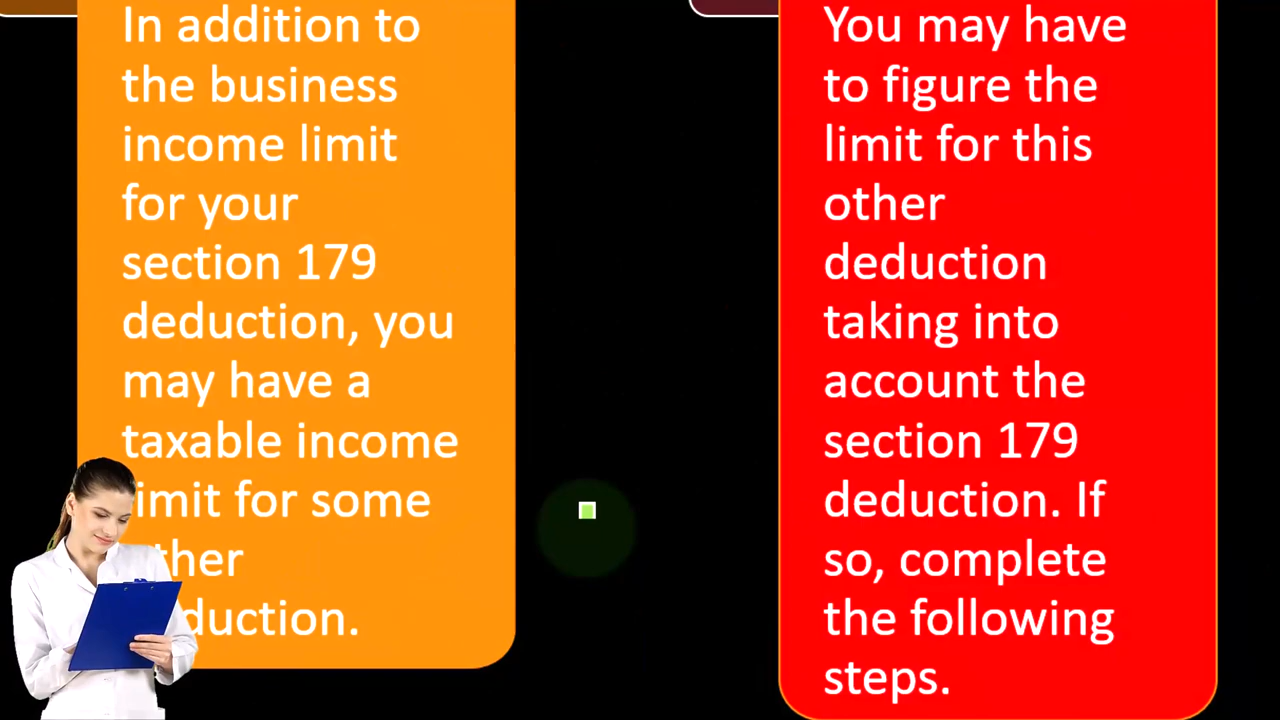 In addition to
the business
income limit
for your
section 179
deduction, you
may have a
taxable income
limit for some
other
deduction.
You may have
to figure the
limit for this
other
deduction
taking into
account the
section 179
deduction. If
so, complete
the following
steps.